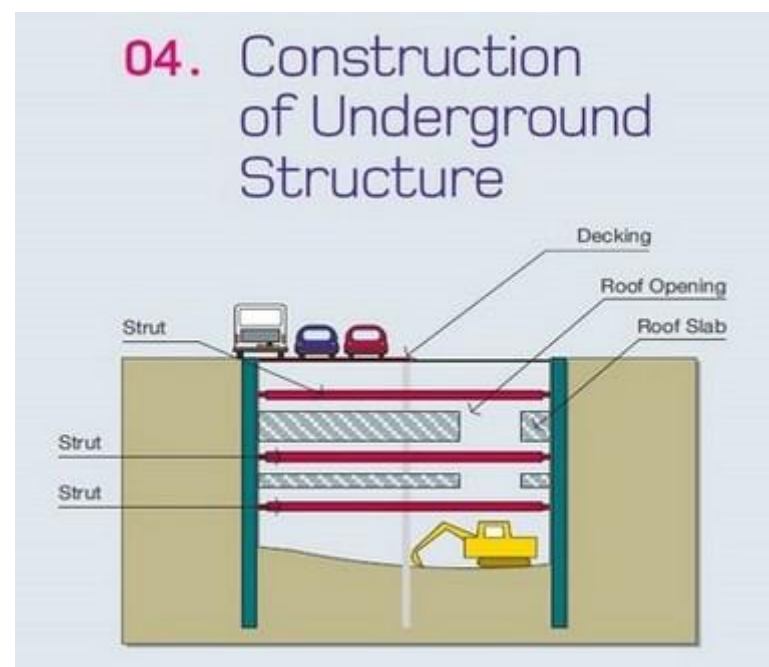 04. Construction
of Underground
Structure
Decking
Roof Opening
Strut
Roof Slab
Strut
Strut